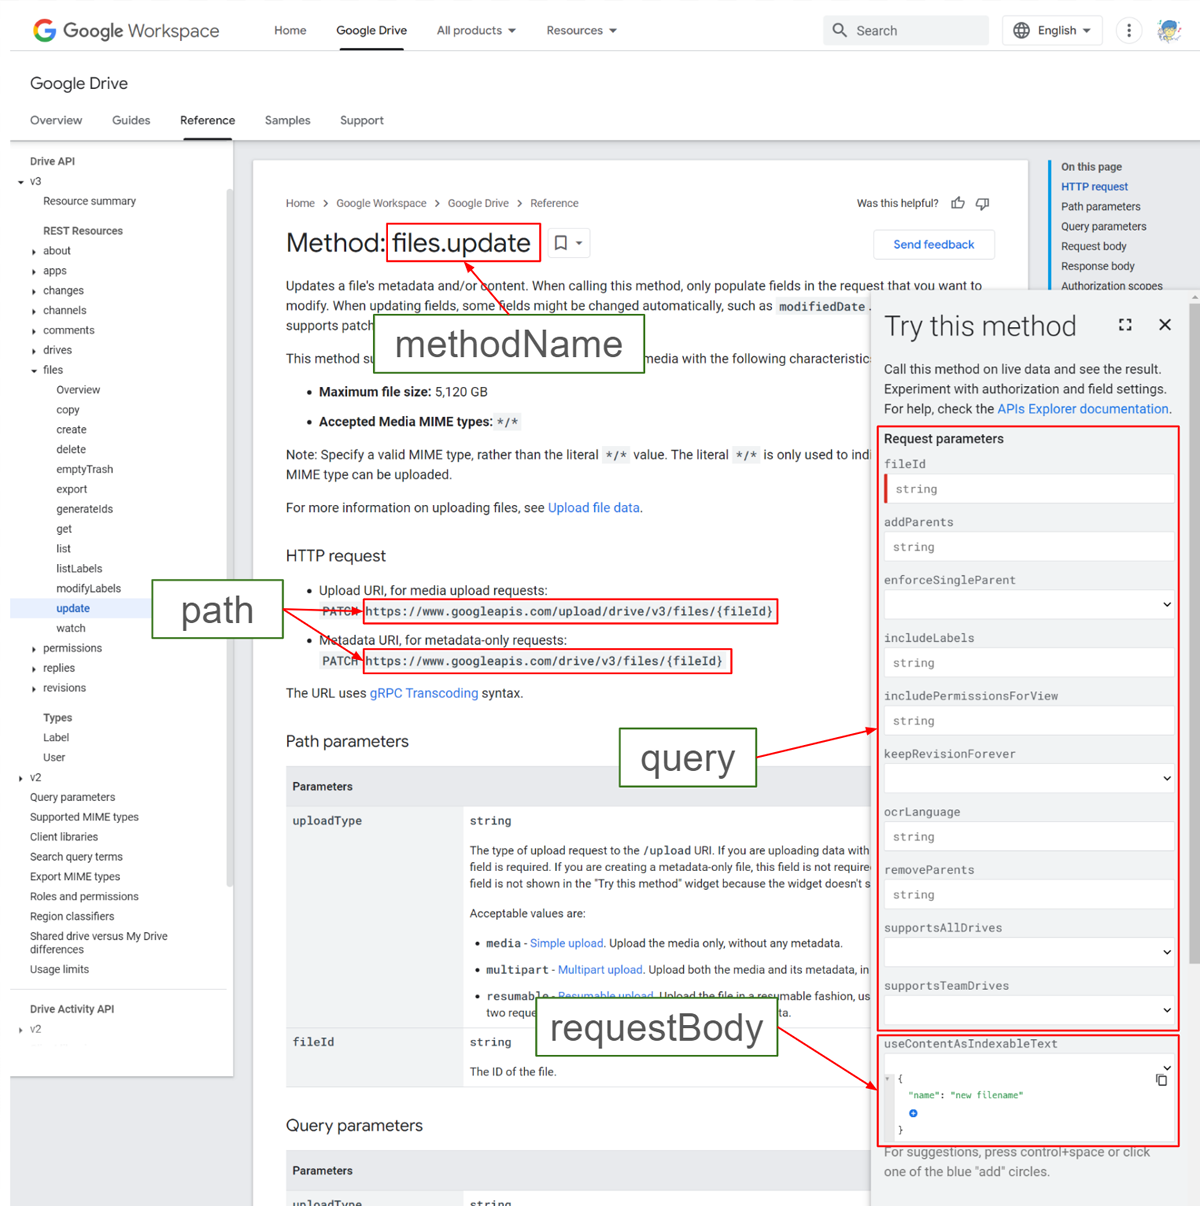 Google Workspace
Home
Google Drive
All products
Resources
Search
English
Google Drive
Overview
Guides
Reference
Samples
Support
Drive API
v3
Resource summary
REST Resources
about
apps
changes
channels
comments
drives
files
Overview
copy
create
delete
emptyTrash
export
generateIds
get
list
listLabels
modifyLabels
update
watch
permissions
replies
revisions
Types
Label
User
v2
Query parameters
Supported MIME types
Client libraries
Search query terms
Export MIME types
Roles and permissions
Region classifiers
Shared drive versus My Drive
differences
Usage limits
Drive Activity API
v2
Home > Google Workspace > Google Drive > Reference
Was this helpful?
Method: files.update
Send feedback
Updates a file's metadata and/or content. When calling this method, only populate fields in the request that you want to
modify. When updating fields, some fields might be changed automatically, such as modifiedDate.
supports patch
methodName
This method su media with the following characteristic
• Maximum file size: 5,120 GB
• Accepted Media MIME types: */*
Note: Specify a valid MIME type, rather than the literal */* value. The literal */* is only used to indi
MIME type can be uploaded.
For more information on uploading files, see Upload file data.
HTTP request
• Upload URI, for media upload requests:
PATCH https://www.googleapis.com/upload/drive/v3/files/{fileId}
path
• Metadata URI, for metadata-only requests:
PATCH https://www.googleapis.com/drive/v3/files/{fileId}
The URL uses gRPC Transcoding syntax.
query
Path parameters
Parameters
uploadType
string
The type of upload request to the /upload URI. If you are uploading data with
field is required. If you are creating a metadata-only file, this field is not require
field is not shown in the "Try this method" widget because the widget doesn't s
Acceptable values are:
• media - Simple upload. Upload the media only, without any metadata.
• multipart - Multipart upload. Upload both the media and its metadata, in
• resumable - Resumable upload. Upload the file in a resumable fashion, us
two reque ta.
requestBody
fileId
string
The ID of the file.
Query parameters
Parameters
uploadType
string
On this page
HTTP request
Path parameters
Query parameters
Request body
Response body
Authorization scopes
Try this method
Call this method on live data and see the result.
Experiment with authorization and field settings.
For help, check the APIs Explorer documentation.
Request parameters
fileId
string
addParents
string
enforceSingleParent
includeLabels
string
includePermissionsForView
string
keepRevisionForever
ocrLanguage
string
removeParents
string
supportsAllDrives
supportsTeamDrives
useContentAsIndexableText
{
"name": "new filename"
}
For suggestions, press control+space or click
one of the blue "add" circles.